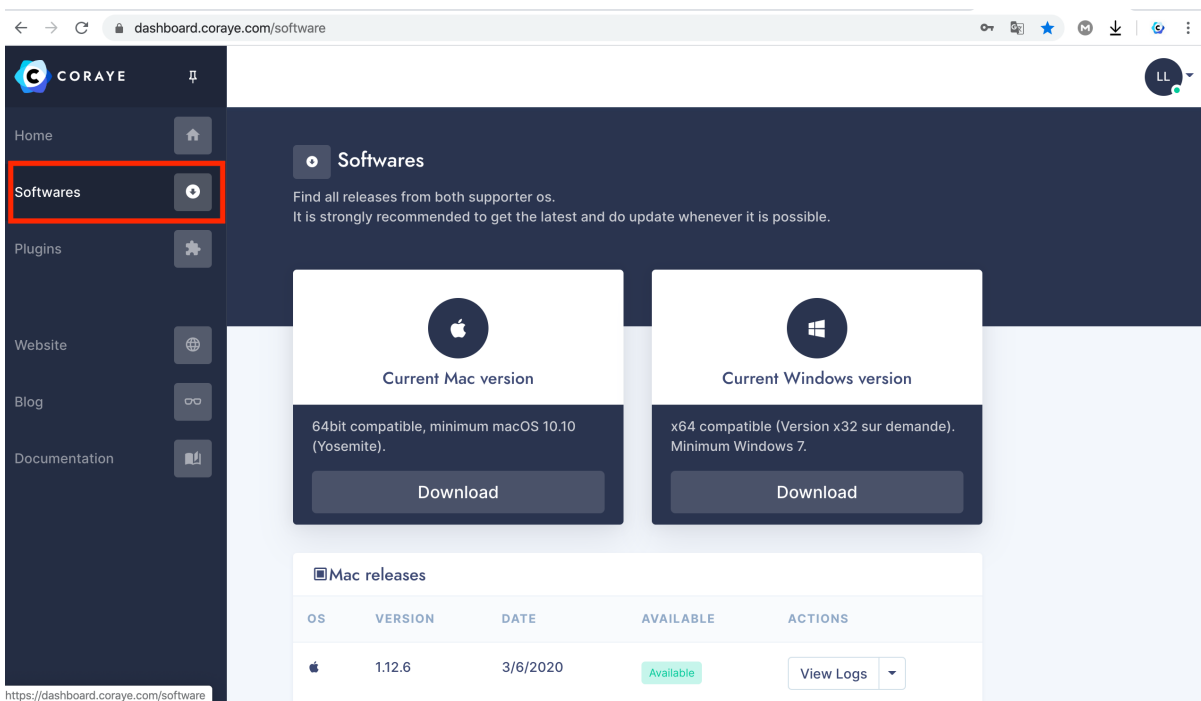 dashboard.coraye.com/software
CORAYE
LL
Home
Softwares
Plugins
Website
Blog
Documentation
Softwares
Find all releases from both supporter os.
It is strongly recommended to get the latest and do update whenever it is possible.
Current Mac version
64bit compatible, minimum macOS 10.10
(Yosemite).
Download
Current Windows version
x64 compatible (Version x32 sur demande).
Minimum Windows 7.
Download
Mac releases
OS VERSION DATE AVAILABLE ACTIONS
1.12.6 3/6/2020 Available View Logs
https://dashboard.coraye.com/software